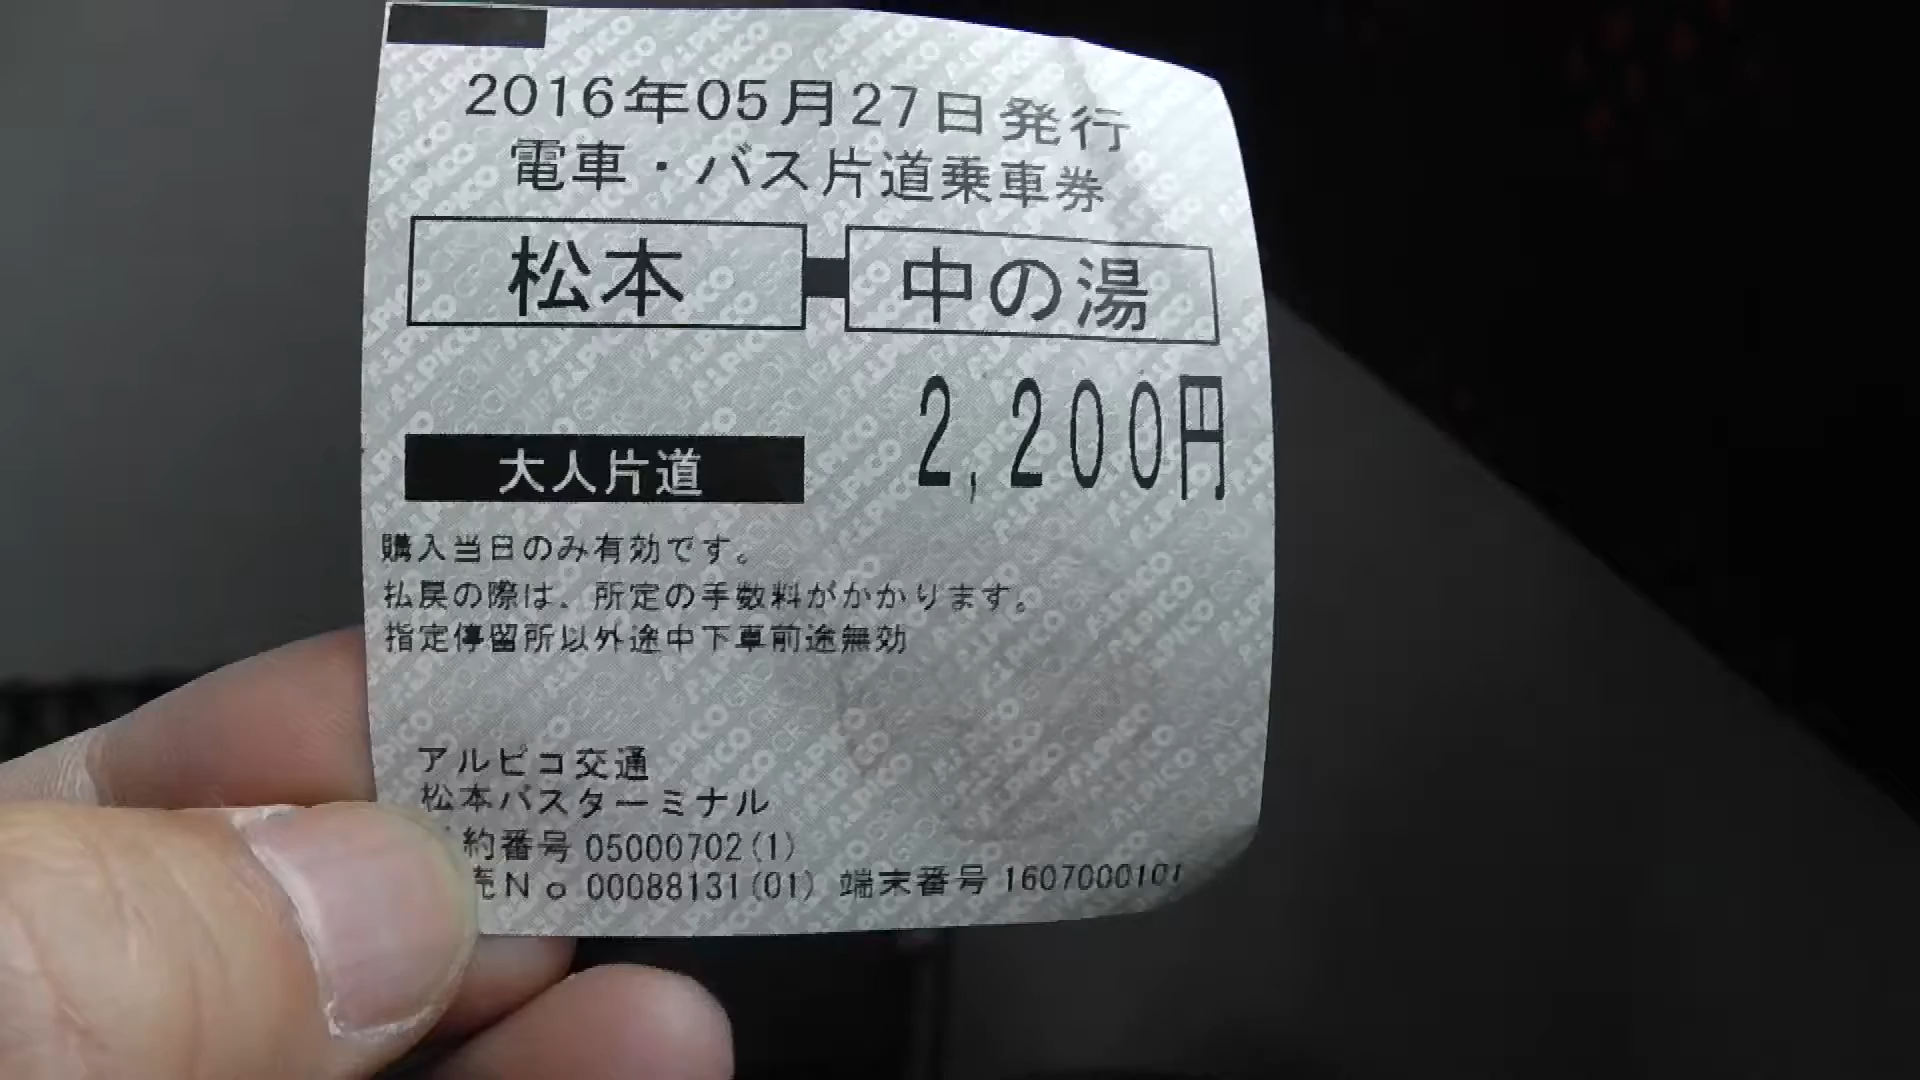 2016年05月27日発行
電車・バス片道乗車券
松本 中の湯
2,200円
大人片道
購入当日のみ有効です。
払戻の際は、所定の手数料がかかります。
指定停留所以外途中下車前途無効
アルピコ交通
松本バスターミナル
約番号 05000702(1)
売No 00088131(01) 端末番号 1607000101